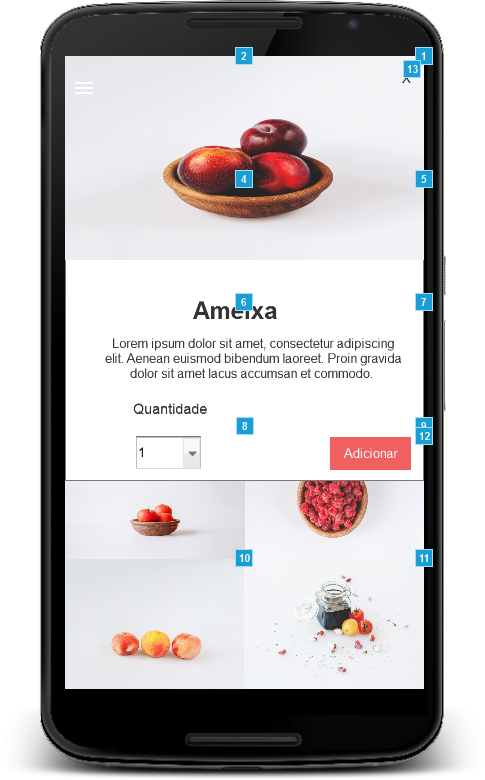 2
1
13
X
4
5
6
7
Ameixa
Lorem ipsum dolor sit amet, consectetur adipiscing
elit. Aenean euismod bibendum laoreet. Proin gravida
dolor sit amet lacus accumsan et commodo.
Quantidade
8
9
12
1
Adicionar
10
11